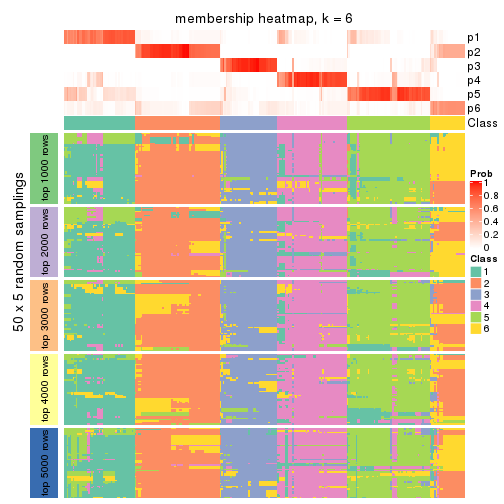 membership heatmap, k = 6
p1
p2
p3
p4
p5
p6
Class
50 x 5 random samplings
top 1000 rows
top 2000 rows
top 3000 rows
top 4000 rows
top 5000 rows
Prob
1
0.8
0.6
0.4
0.2
0
Class
1
2
3
4
5
6